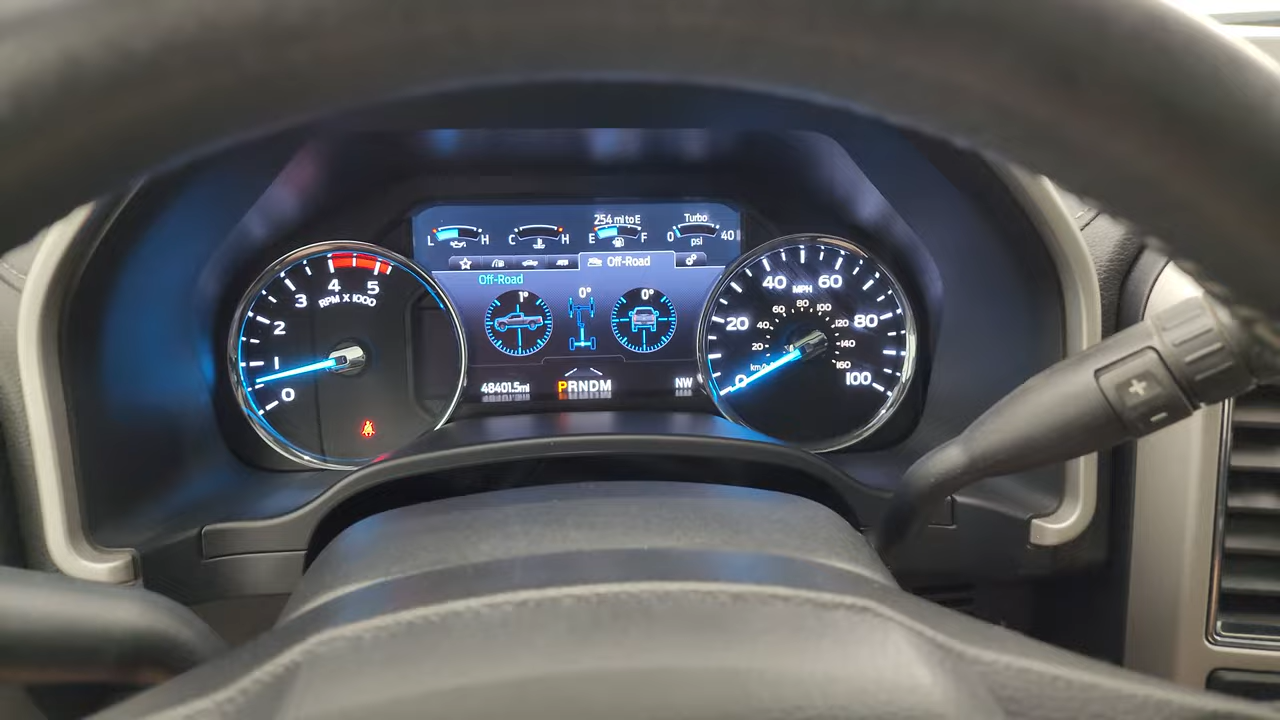 254 mi to E
Turbo
L H C H E F 0 40
psi
Off-Road
Off-Road
1° 0° 0°
48401.5mi
PRNDM
NW
0 1 2 3 4 5
RPM X 1000
0 20 40 60 80 100
MPH
20 40 60 80 100 120 140 160
km/h
+
-